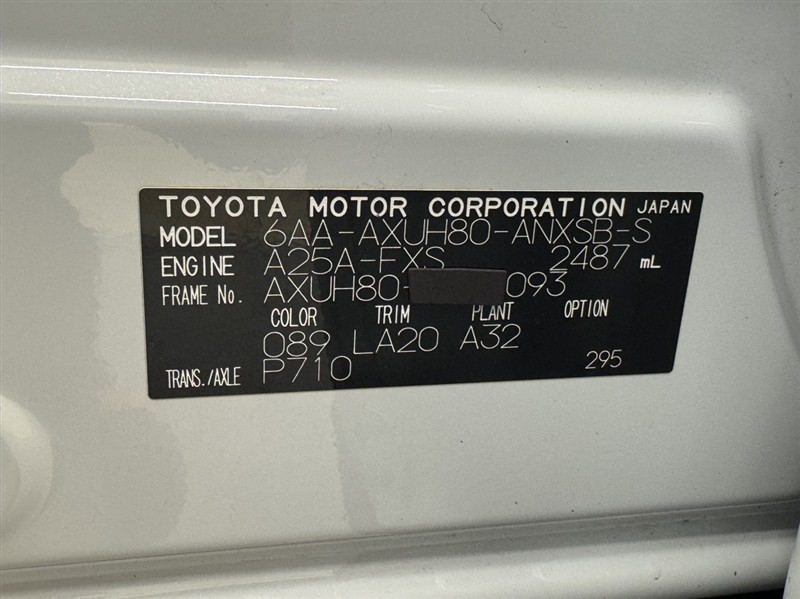 TOYOTA MOTOR CORPORATION JAPAN
MODEL 6AA-AXUH80-ANXSB-S
ENGINE A25A-FXS 2487 mL
FRAME No. AXUH80- 093
COLOR TRIM PLANT OPTION
089 LA20 A32
TRANS./AXLE P710 295